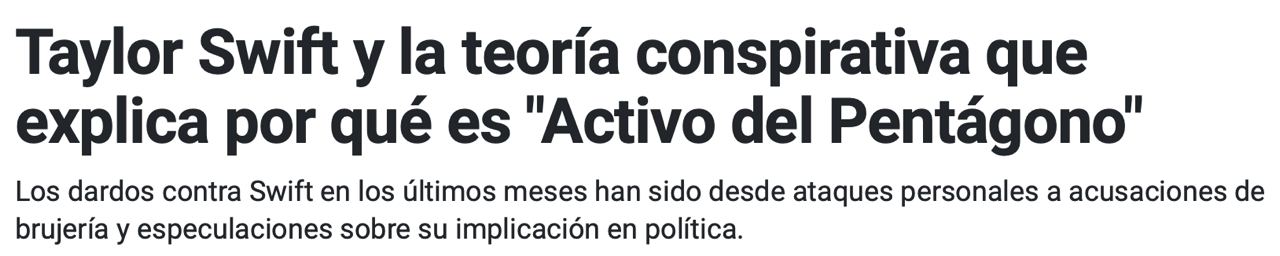 Taylor Swift y la teoría conspirativa que
explica por qué es "Activo del Pentágono"
Los dardos contra Swift en los últimos meses han sido desde ataques personales a acusaciones de
brujería y especulaciones sobre su implicación en política.